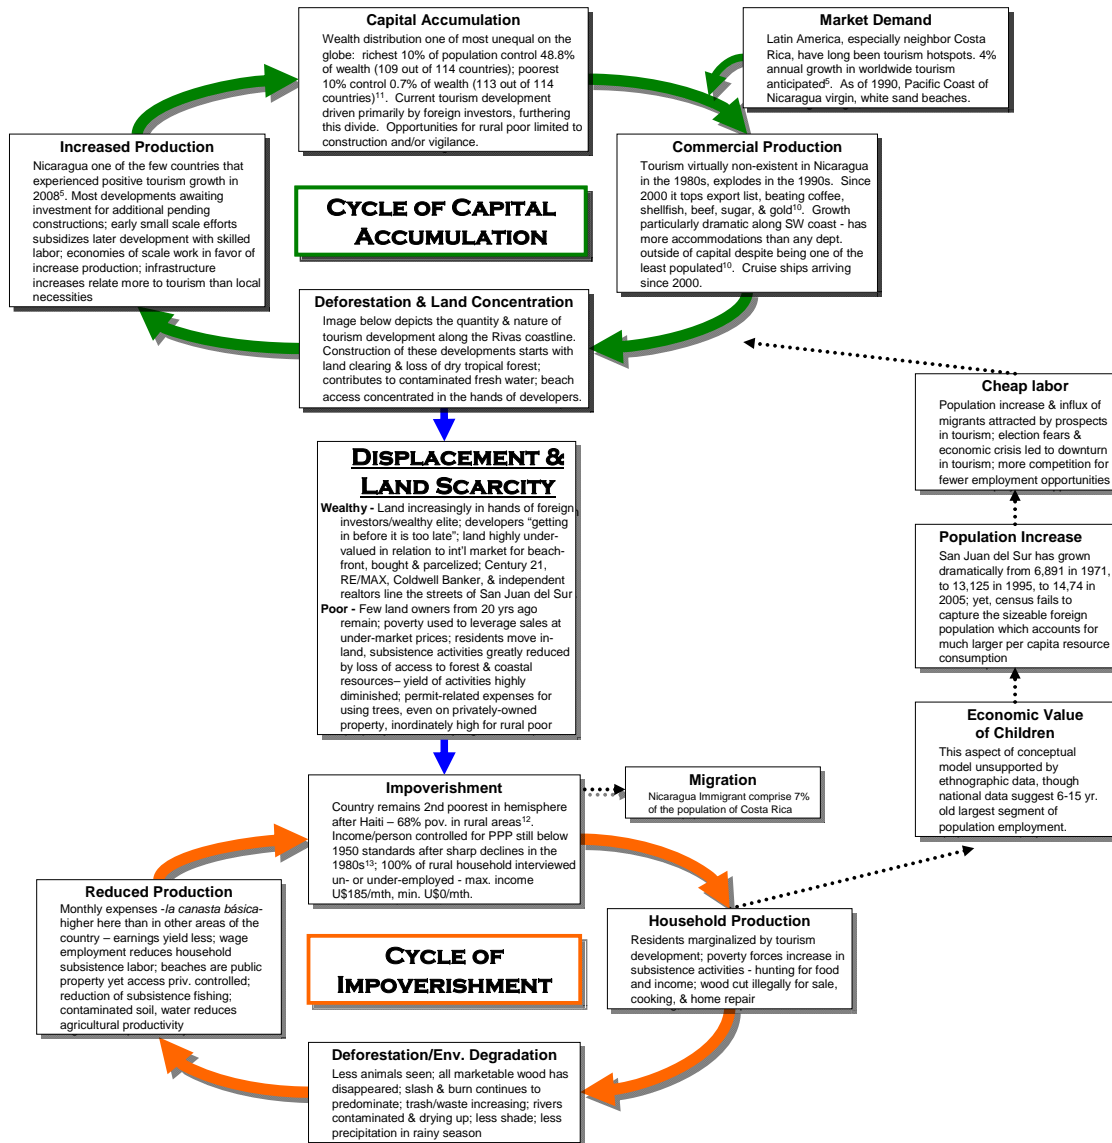 Capital Accumulation
Wealth distribution one of most unequal on the
globe: richest 10% of population control 48.8%
of wealth (109 out of 114 countries); poorest
10% control 0.7% of wealth (113 out of 114
countries)¹¹. Current tourism development
driven primarily by foreign investors, furthering
this divide. Opportunities for rural poor limited to
construction and/or vigilance.
Market Demand
Latin America, especially neighbor Costa
Rica, have long been tourism hotspots. 4%
annual growth in worldwide tourism
anticipated⁵. As of 1990, Pacific Coast of
Nicaragua virgin, white sand beaches.
Increased Production
Nicaragua one of the few countries that
experienced positive tourism growth in
2008⁵. Most developments awaiting
investment for additional pending
constructions; early small scale efforts
subsidizes later development with skilled
labor; economies of scale work in favor of
increase production; infrastructure
increases relate more to tourism than local
necessities
CYCLE OF CAPITAL
ACCUMULATION
Commercial Production
Tourism virtually non-existent in Nicaragua
in the 1980s, explodes in the 1990s. Since
2000 it tops export list, beating coffee,
shellfish, beef, sugar, & gold¹⁰. Growth
particularly dramatic along SW coast - has
more accommodations than any dept.
outside of capital despite being one of the
least populated¹⁰. Cruise ships arriving
since 2000.
Deforestation & Land Concentration
Image below depicts the quantity & nature of
tourism development along the Rivas coastline.
Construction of these developments starts with
land clearing & loss of dry tropical forest;
contributes to contaminated fresh water; beach
access concentrated in the hands of developers.
Cheap labor
Population increase & influx of
migrants attracted by prospects
in tourism; election fears &
economic crisis led to downturn
in tourism; more competition for
fewer employment opportunities
DISPLACEMENT &
LAND SCARCITY
Wealthy - Land increasingly in hands of foreign
investors/wealthy elite; developers “getting
in before it is too late”; land highly under-
valued in relation to int’l market for beach-
front, bought & parcelized; Century 21,
RE/MAX, Coldwell Banker, & independent
realtors line the streets of San Juan del Sur
Poor - Few land owners from 20 yrs ago
remain; poverty used to leverage sales at
under-market prices; residents move in-
land, subsistence activities greatly reduced
by loss of access to forest & coastal
resources– yield of activities highly
diminished; permit-related expenses for
using trees, even on privately-owned
property, inordinately high for rural poor
Population Increase
San Juan del Sur has grown
dramatically from 6,891 in 1971,
to 13,125 in 1995, to 14,74 in
2005; yet, census fails to
capture the sizeable foreign
population which accounts for
much larger per capita resource
consumption
Economic Value
of Children
This aspect of conceptual
model unsupported by
ethnographic data, though
national data suggest 6-15 yr.
old largest segment of
population employment.
Impoverishment
Country remains 2nd poorest in hemisphere
after Haiti – 68% pov. in rural areas¹².
Income/person controlled for PPP still below
1950 standards after sharp declines in the
1980s¹³; 100% of rural household interviewed
un- or under-employed - max. income
U$185/mth, min. U$0/mth.
Migration
Nicaragua Immigrant comprise 7%
of the population of Costa Rica
Reduced Production
Monthly expenses -la canasta básica-
higher here than in other areas of the
country – earnings yield less; wage
employment reduces household
subsistence labor; beaches are public
property yet access priv. controlled;
reduction of subsistence fishing;
contaminated soil, water reduces
agricultural productivity
CYCLE OF
IMPOVERISHMENT
Household Production
Residents marginalized by tourism
development; poverty forces increase in
subsistence activities - hunting for food
and income; wood cut illegally for sale,
cooking, & home repair
Deforestation/Env. Degradation
Less animals seen; all marketable wood has
disappeared; slash & burn continues to
predominate; trash/waste increasing; rivers
contaminated & drying up; less shade; less
precipitation in rainy season